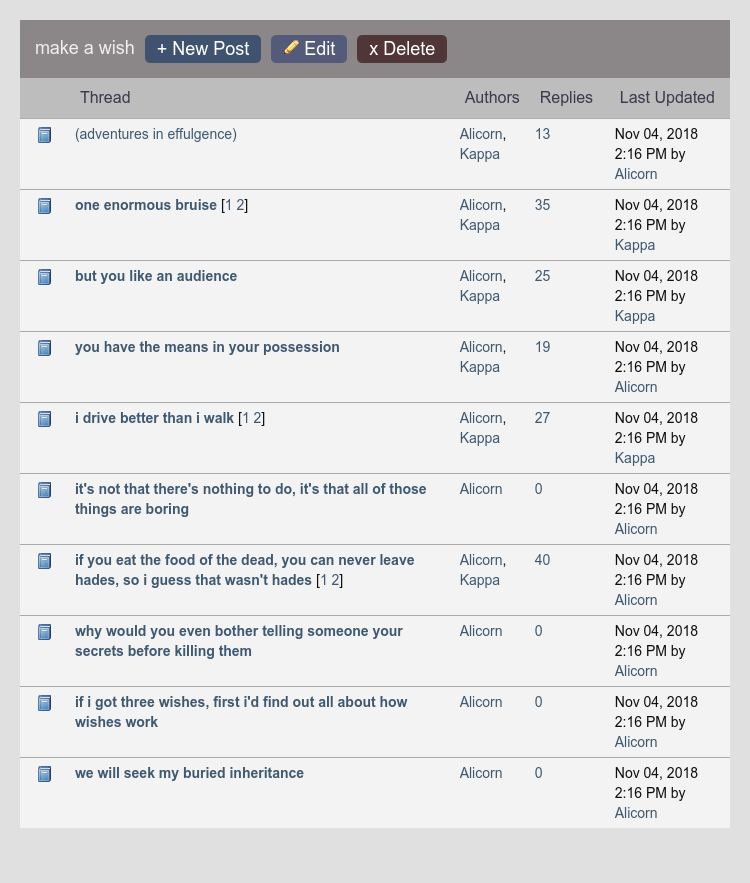 make a wish + New Post Edit x Delete
Thread Authors Replies Last Updated
(adventures in effulgence) Alicorn, 13 Nov 04, 2018
Kappa 2:16 PM by
Alicorn
one enormous bruise [1 2] Alicorn, 35 Nov 04, 2018
Kappa 2:16 PM by
Kappa
but you like an audience Alicorn, 25 Nov 04, 2018
Kappa 2:16 PM by
Kappa
you have the means in your possession Alicorn, 19 Nov 04, 2018
Kappa 2:16 PM by
Alicorn
i drive better than i walk [1 2] Alicorn, 27 Nov 04, 2018
Kappa 2:16 PM by
Kappa
it's not that there's nothing to do, it's that all of those Alicorn 0 Nov 04, 2018
things are boring 2:16 PM by
Alicorn
if you eat the food of the dead, you can never leave Alicorn, 40 Nov 04, 2018
hades, so i guess that wasn't hades [1 2] Kappa 2:16 PM by
Alicorn
why would you even bother telling someone your Alicorn 0 Nov 04, 2018
secrets before killing them 2:16 PM by
Alicorn
if i got three wishes, first i'd find out all about how Alicorn 0 Nov 04, 2018
wishes work 2:16 PM by
Alicorn
we will seek my buried inheritance Alicorn 0 Nov 04, 2018
2:16 PM by
Alicorn